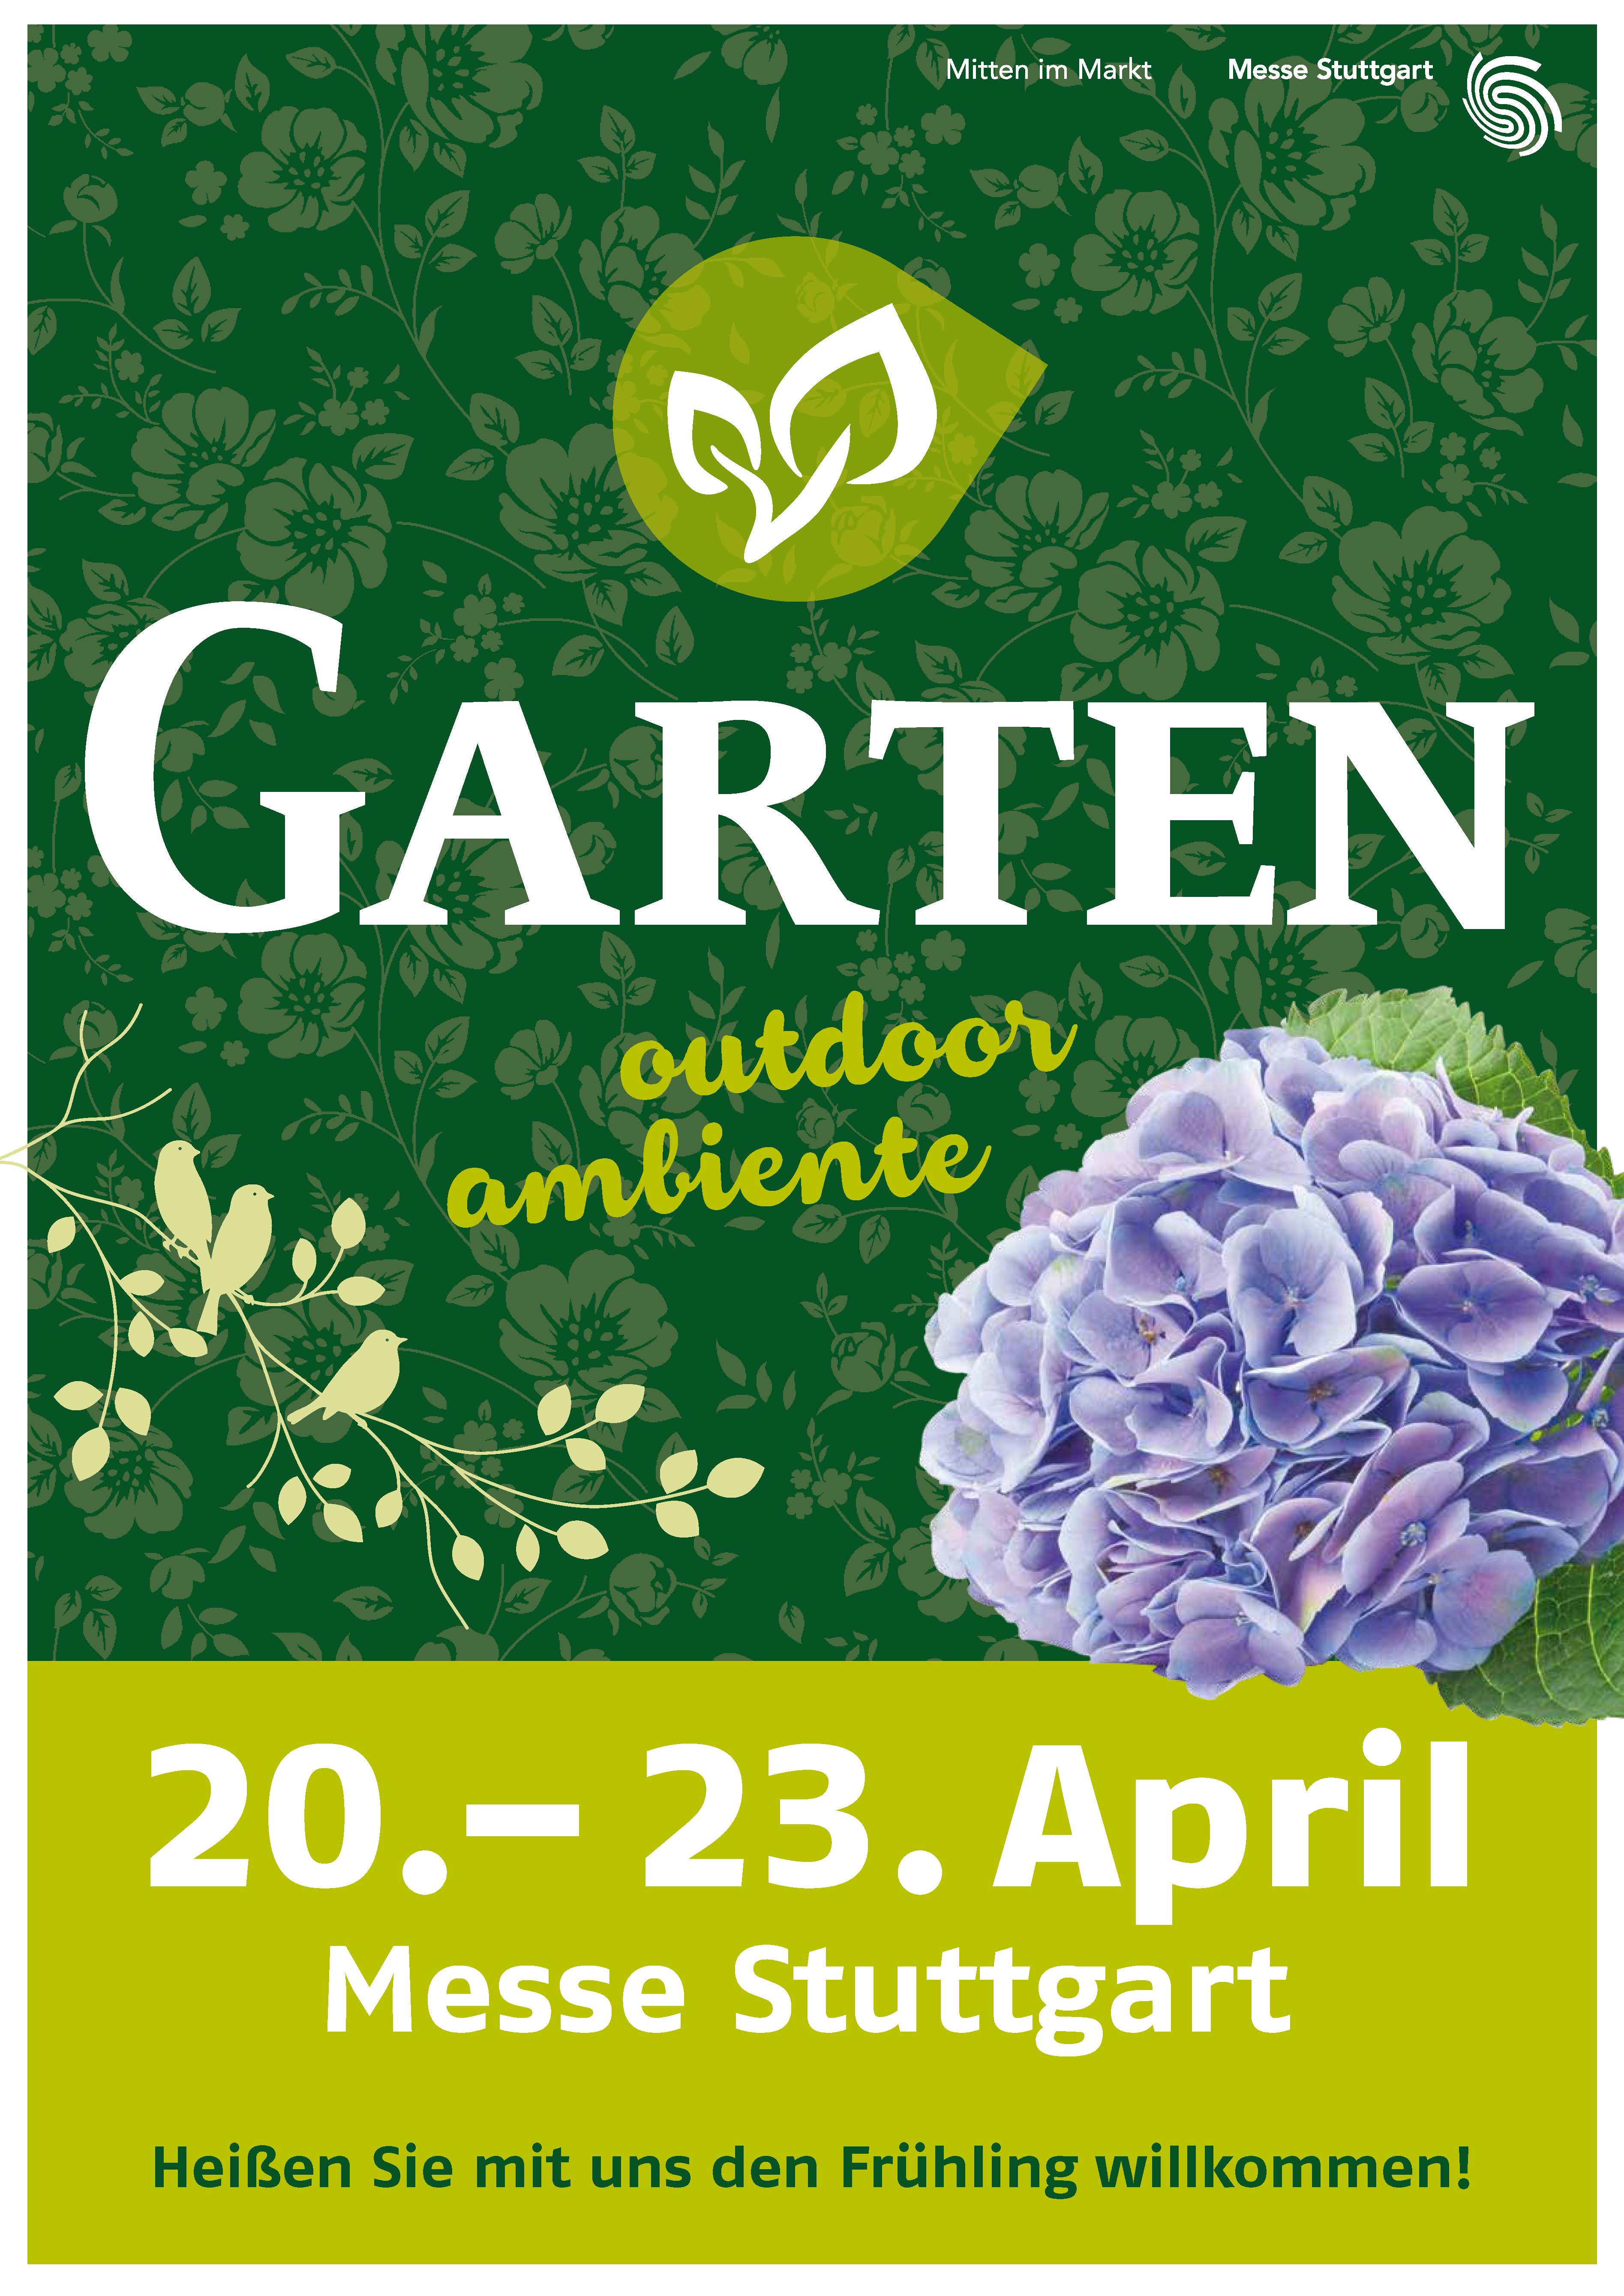 Mitten im Markt
Messe Stuttgart
GARTEN
outdoor
ambiente
20.– 23. April
Messe Stuttgart
Heißen Sie mit uns den Frühling willkommen!